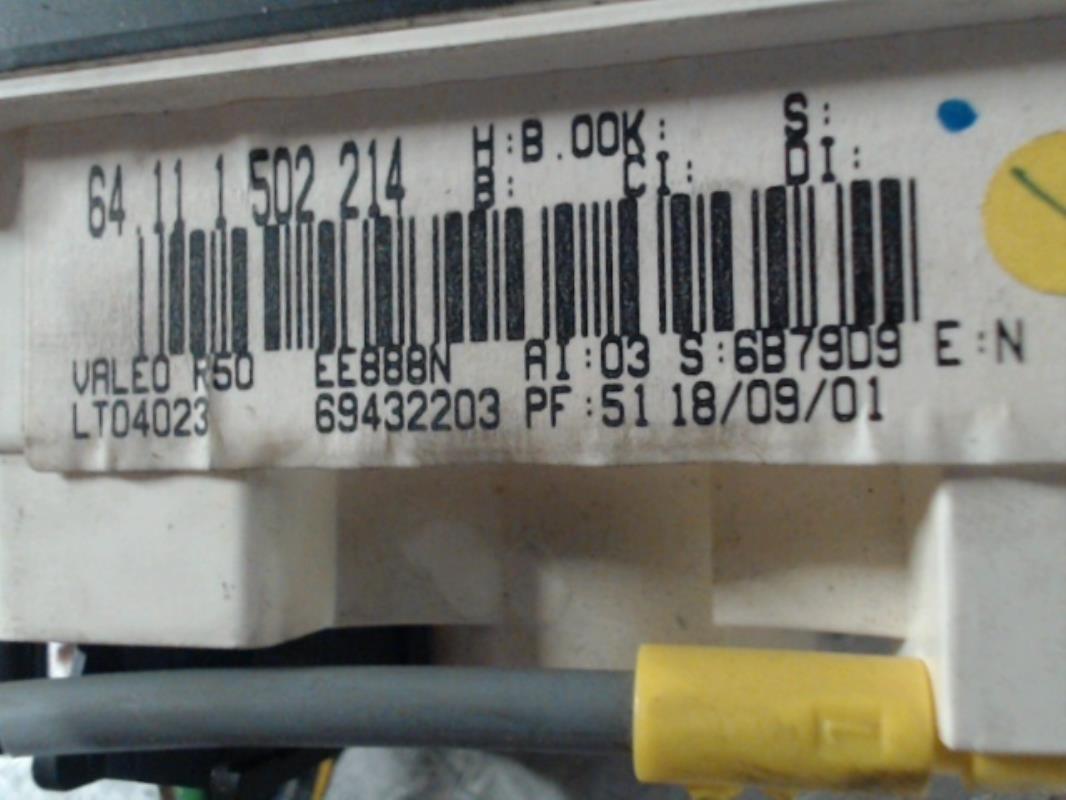 64 11 1 502 214 H:B.00K: S:
B: CI: DI:
VALEO R50 EE888N AI:03 S:6B79D9 E:N
LT04023 69432203 PF:51 18/09/01